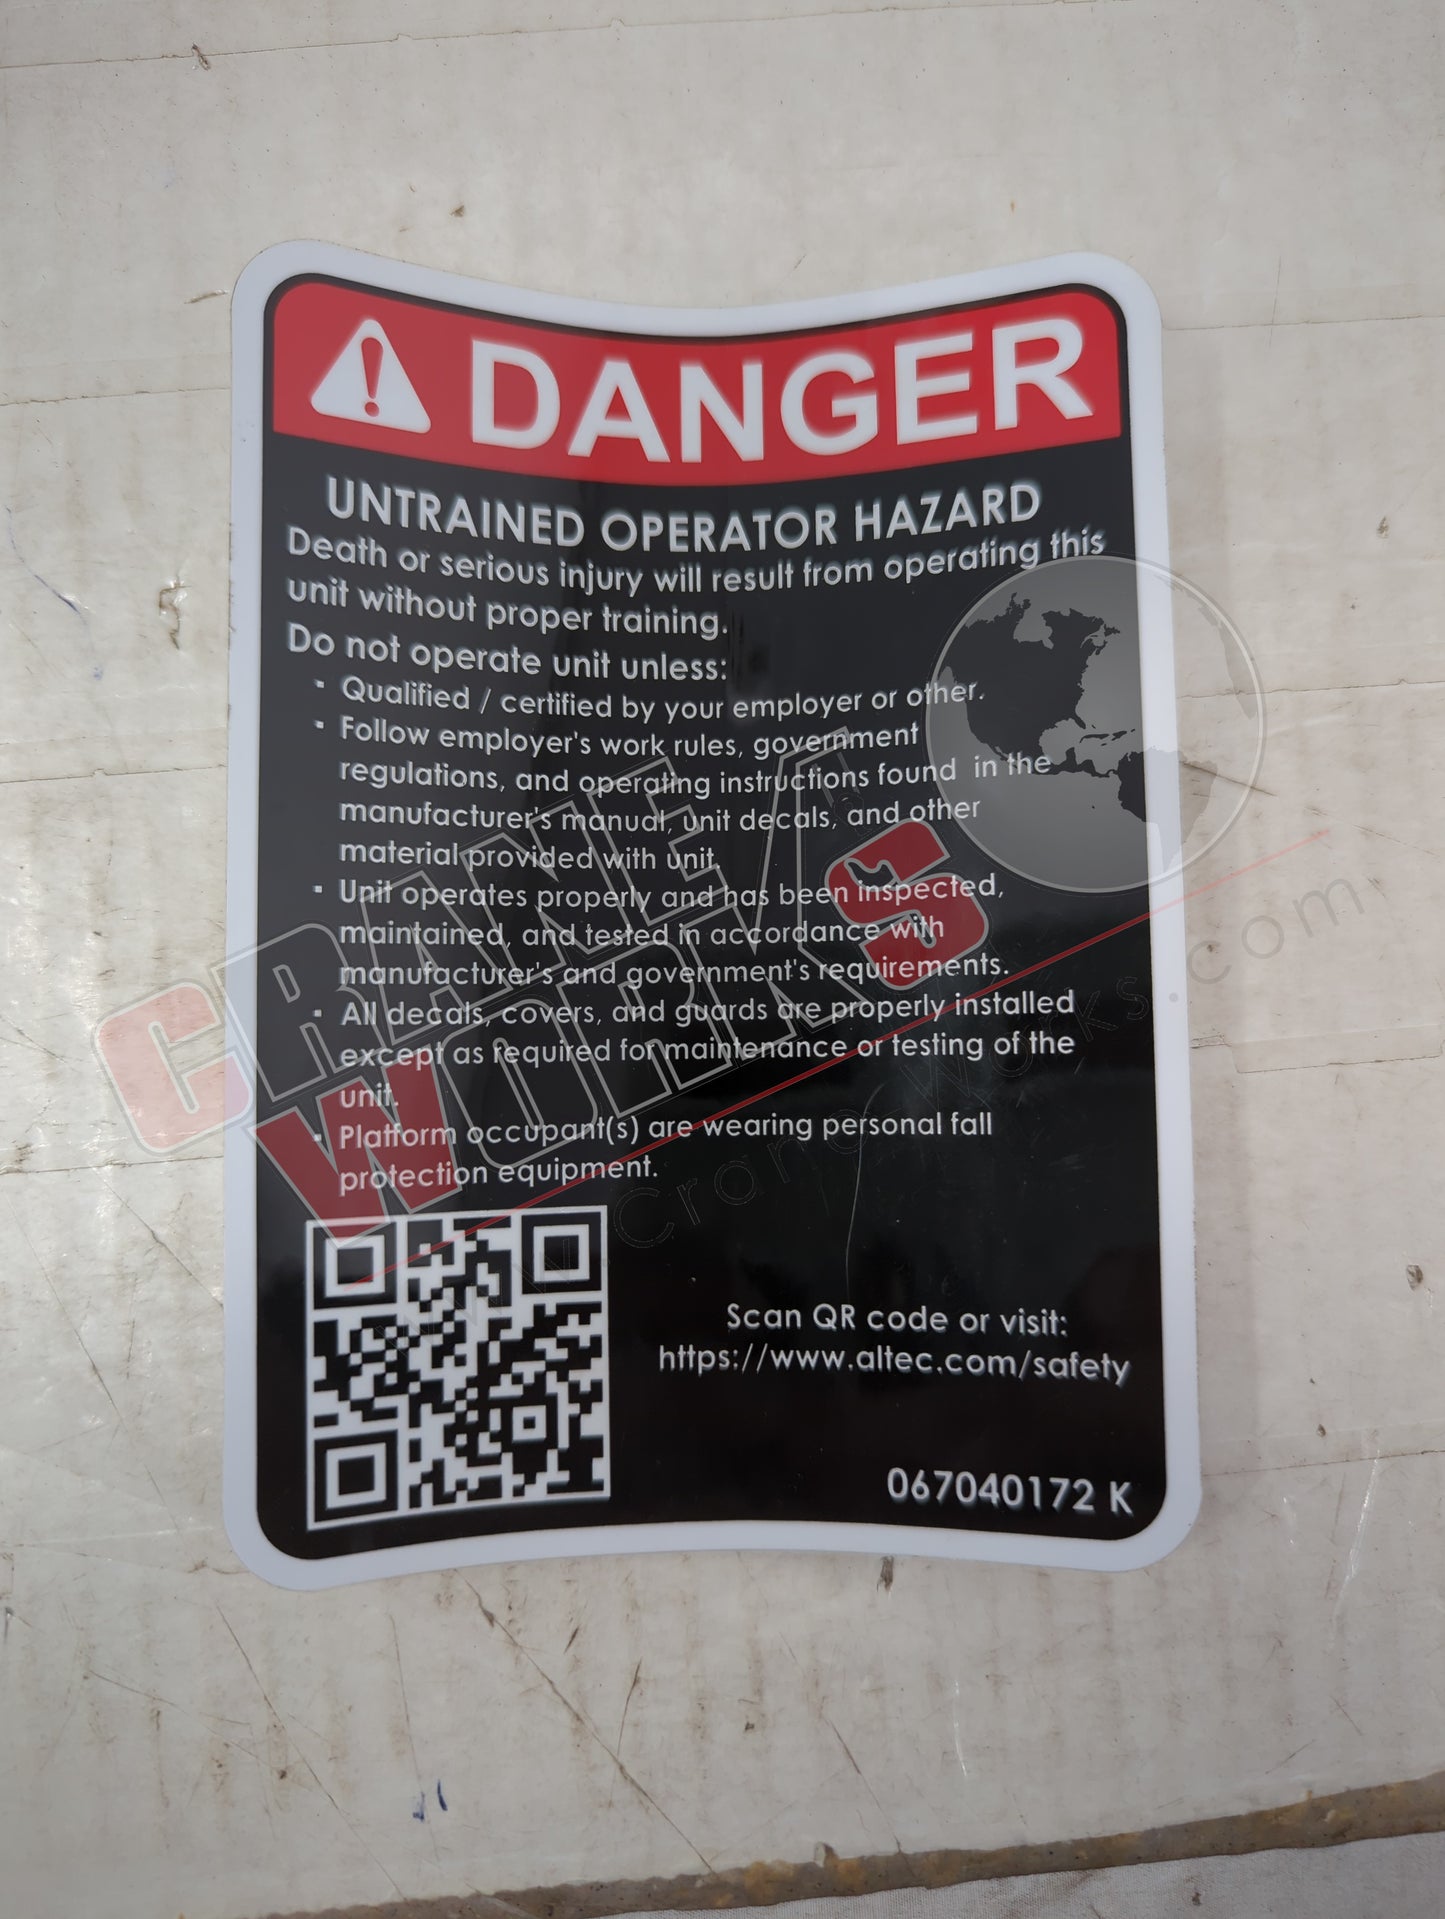 DANGER
UNTRAINED OPERATOR HAZARD
Death or serious injury will result from operating this
unit without proper training.
Do not operate unit unless:
▪ Qualified / certified by your employer or other.
▪ Follow employer's work rules, government
regulations, and operating instructions found in the
manufacturer's manual, unit decals, and other
material provided with unit.
▪ Unit operates properly and has been inspected,
maintained, and tested in accordance with
manufacturer's and government's requirements.
▪ All decals, covers, and guards are properly installed
except as required for maintenance or testing of the
unit.
▪ Platform occupant(s) are wearing personal fall
protection equipment.
Scan QR code or visit:
https://www.altec.com/safety
067040172 K
CRANE
WORKS
www.CraneWorks.com